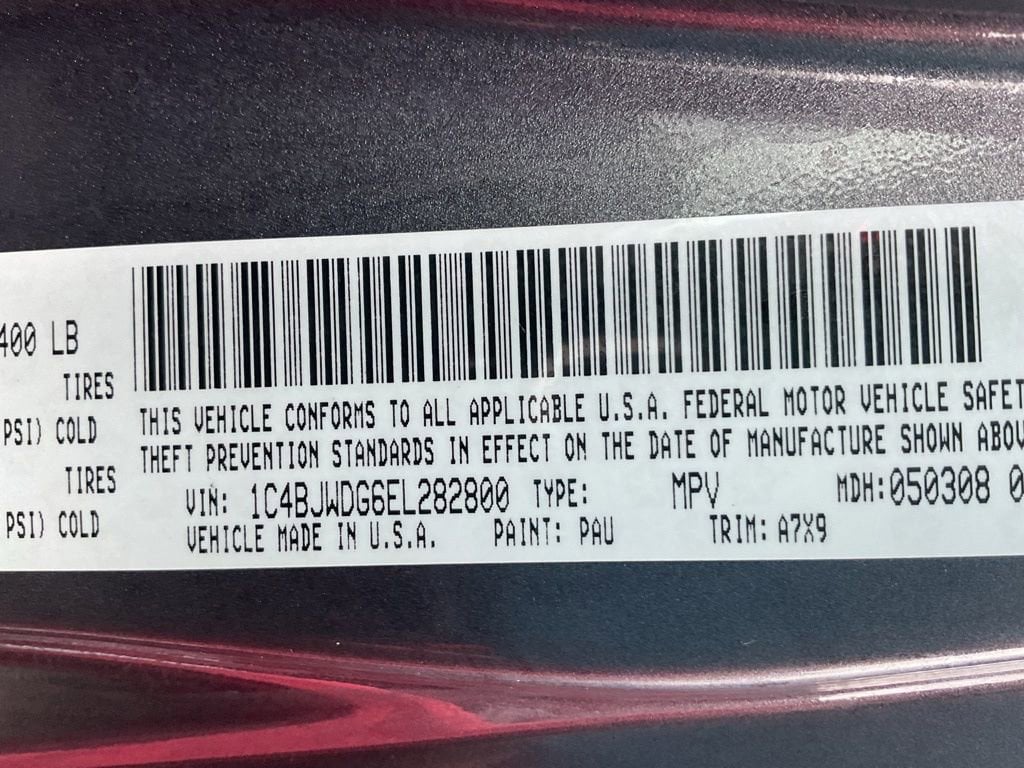 400 LB
TIRES
PSI) COLD
TIRES
PSI) COLD
THIS VEHICLE CONFORMS TO ALL APPLICABLE U.S.A. FEDERAL MOTOR VEHICLE SAFET
THEFT PREVENTION STANDARDS IN EFFECT ON THE DATE OF MANUFACTURE SHOWN ABOV
VIN: 1C4BJWDG6EL282800 TYPE: MPV MDH:050308 0
VEHICLE MADE IN U.S.A. PAINT: PAU TRIM: A7X9